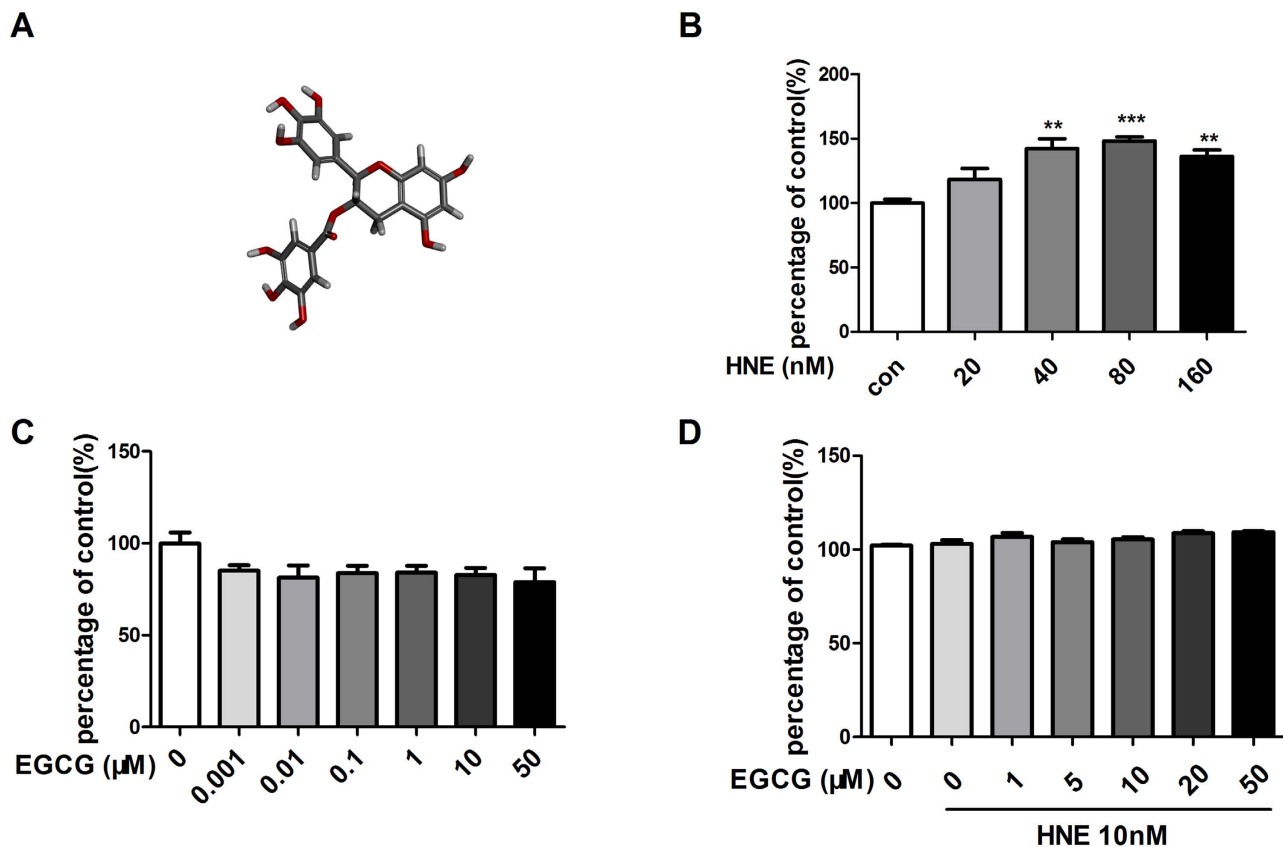 A
B
percentage of control(%)
200
150
100
50
0
**
***
**
HNE (nM)
con
20
40
80
160
C
percentage of control(%)
150
100
50
0
EGCG (µM)
0
0.001
0.01
0.1
1
10
50
D
percentage of control(%)
150
100
50
0
EGCG (µM)
0
0
1
5
10
20
50
HNE 10nM